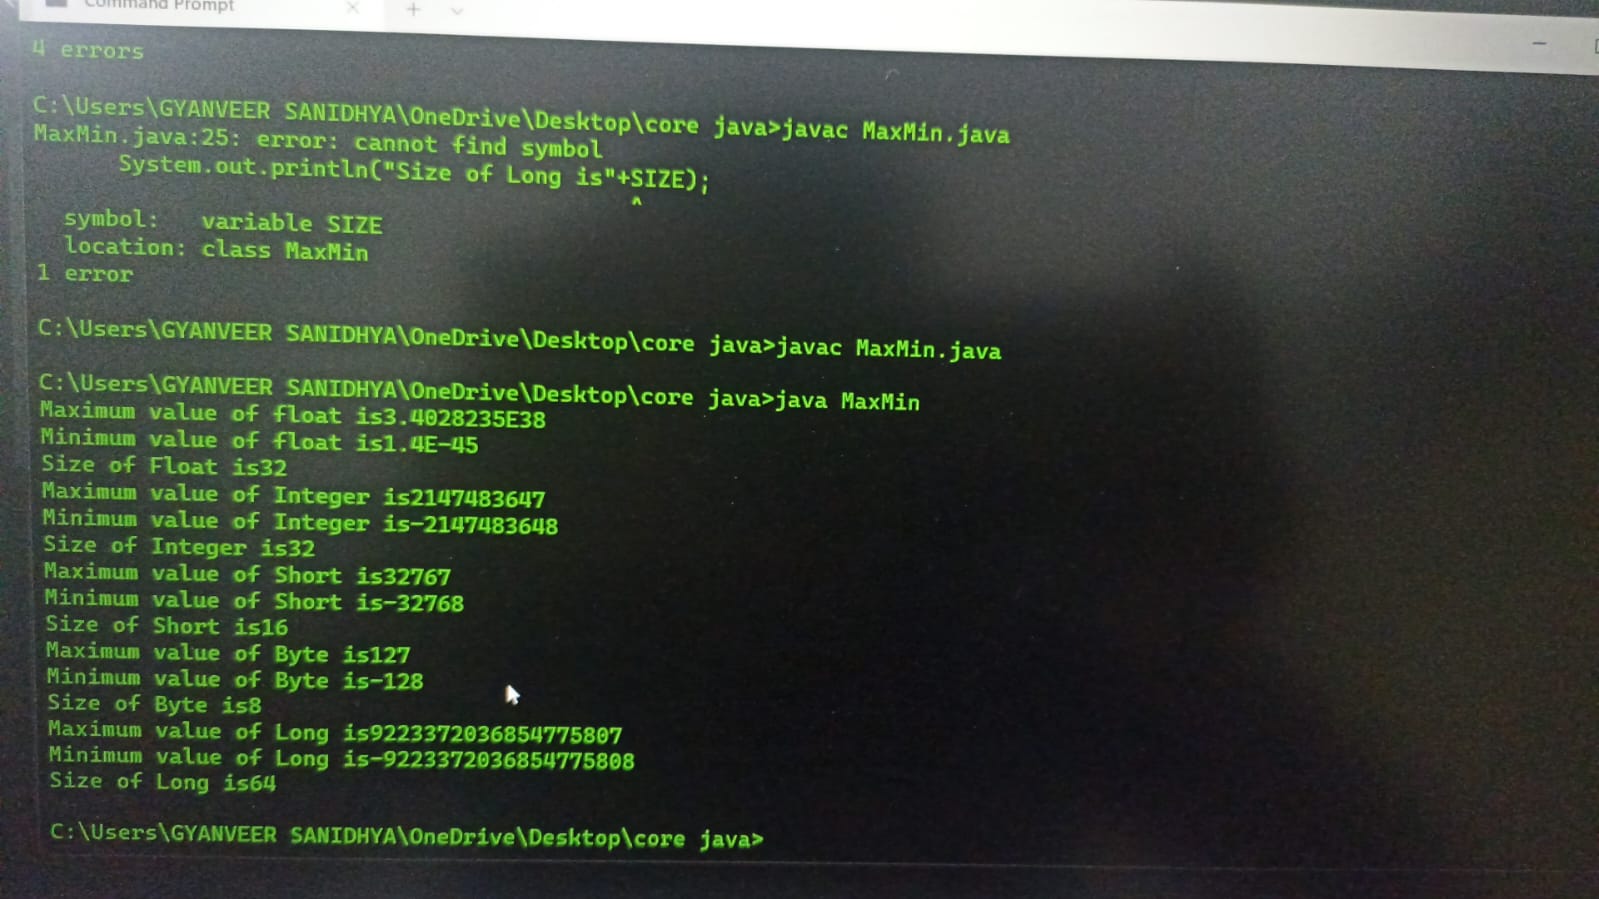 Command Prompt
4 errors
C:\Users\GYANVEER SANIDHYA\OneDrive\Desktop\core java>javac MaxMin.java
MaxMin.java:25: error: cannot find symbol
System.out.println("Size of Long is"+SIZE);
^
symbol:   variable SIZE
location: class MaxMin
1 error
C:\Users\GYANVEER SANIDHYA\OneDrive\Desktop\core java>javac MaxMin.java
C:\Users\GYANVEER SANIDHYA\OneDrive\Desktop\core java>java MaxMin
Maximum value of float is3.4028235E38
Minimum value of float is1.4E-45
Size of Float is32
Maximum value of Integer is2147483647
Minimum value of Integer is-2147483648
Size of Integer is32
Maximum value of Short is32767
Minimum value of Short is-32768
Size of Short is16
Maximum value of Byte is127
Minimum value of Byte is-128
Size of Byte is8
Maximum value of Long is9223372036854775807
Minimum value of Long is-9223372036854775808
Size of Long is64
C:\Users\GYANVEER SANIDHYA\OneDrive\Desktop\core java>